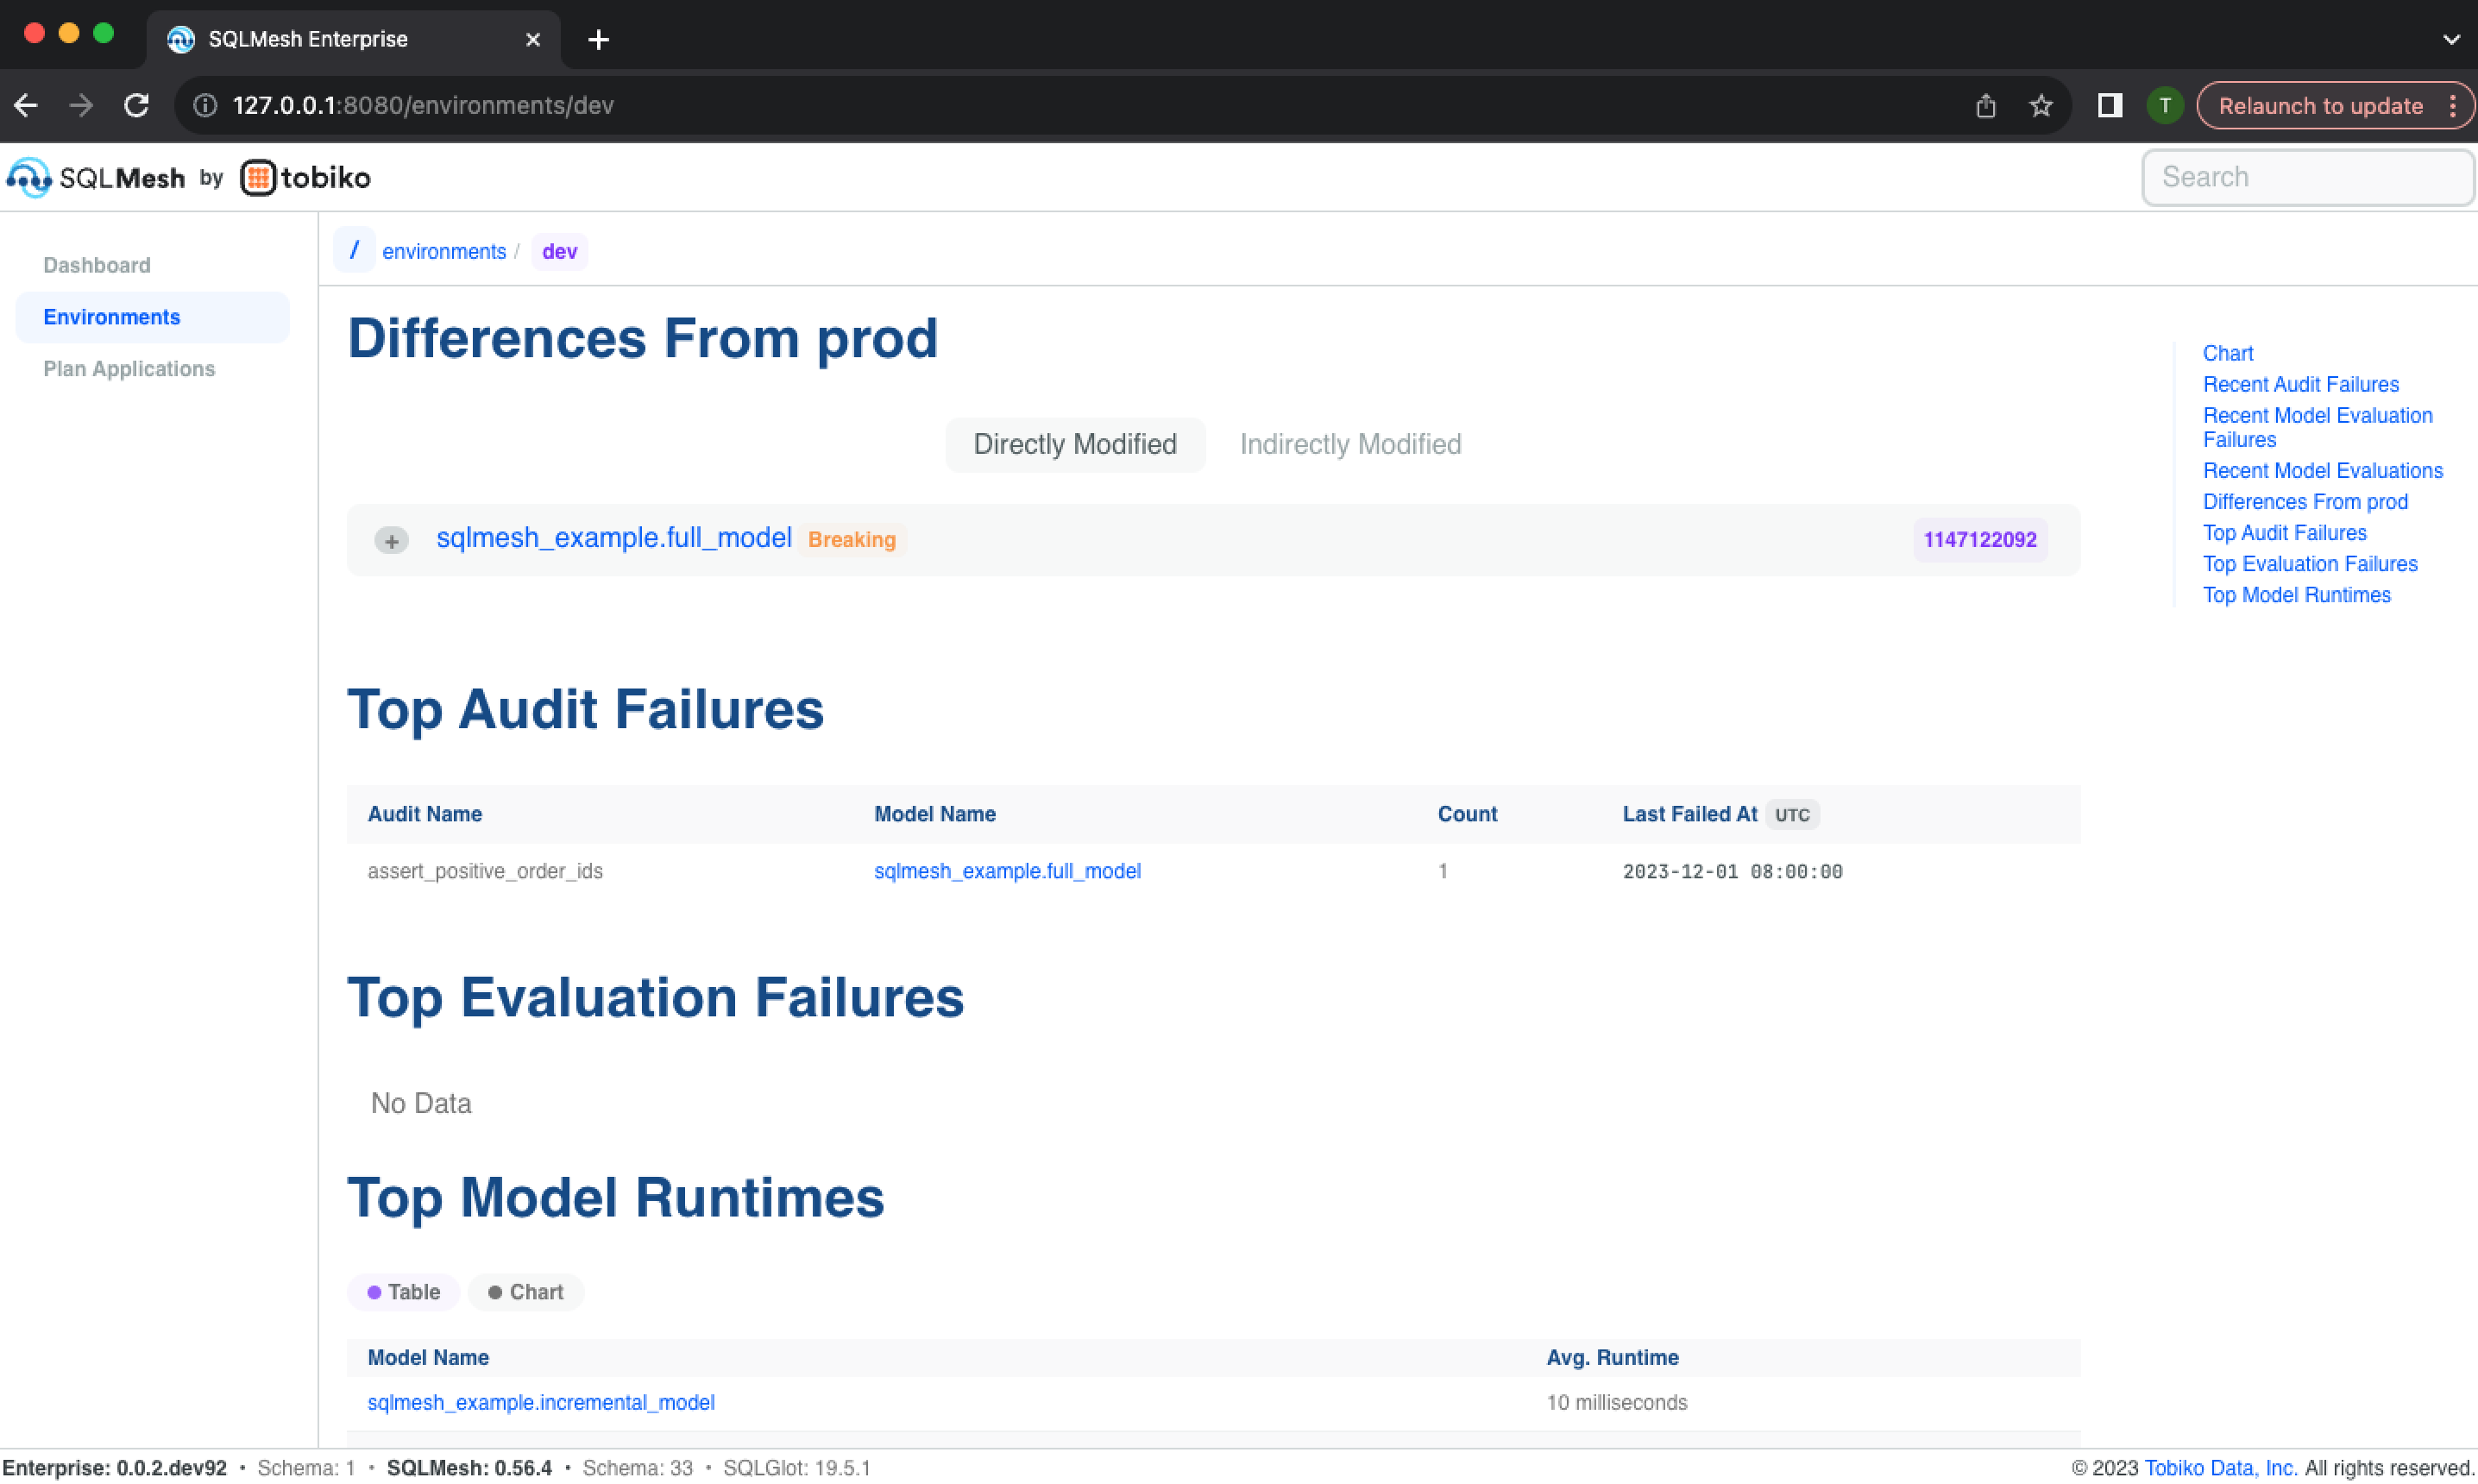 SQLMesh Enterprise
127.0.0.1:8080/environments/dev
T
Relaunch to update
SQLMesh by tobiko
Search
Dashboard
Environments
Plan Applications
/ environments / dev
Differences From prod
Directly Modified Indirectly Modified
+ sqlmesh_example.full_model Breaking 1147122092
Chart
Recent Audit Failures
Recent Model Evaluation
Failures
Recent Model Evaluations
Differences From prod
Top Audit Failures
Top Evaluation Failures
Top Model Runtimes
Top Audit Failures
Audit Name Model Name Count Last Failed At UTC
assert_positive_order_ids sqlmesh_example.full_model 1 2023-12-01 08:00:00
Top Evaluation Failures
No Data
Top Model Runtimes
Table Chart
Model Name Avg. Runtime
sqlmesh_example.incremental_model 10 milliseconds
Enterprise: 0.0.2.dev92 • Schema: 1 • SQLMesh: 0.56.4 • Schema: 33 • SQLGlot: 19.5.1
© 2023 Tobiko Data, Inc. All rights reserved.